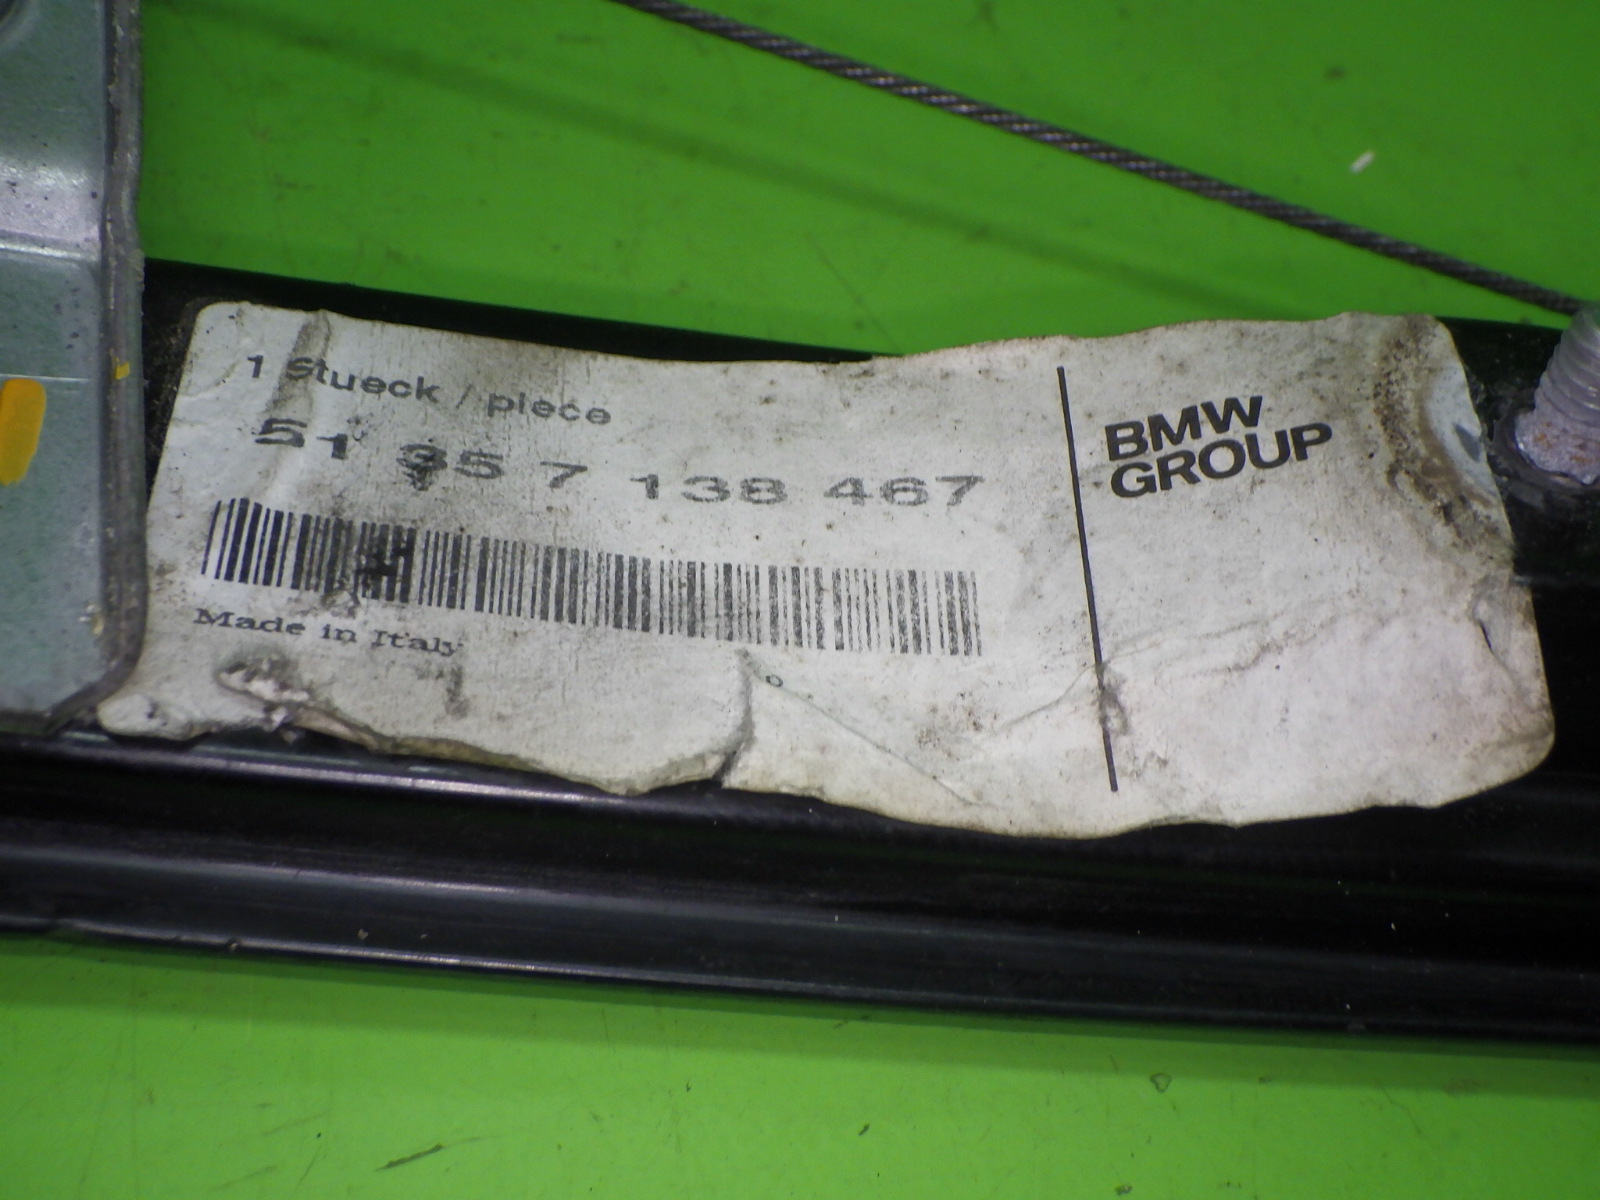 1 Stueck / piece
51 35 7 138 467
Made in Italy
BMW
GROUP